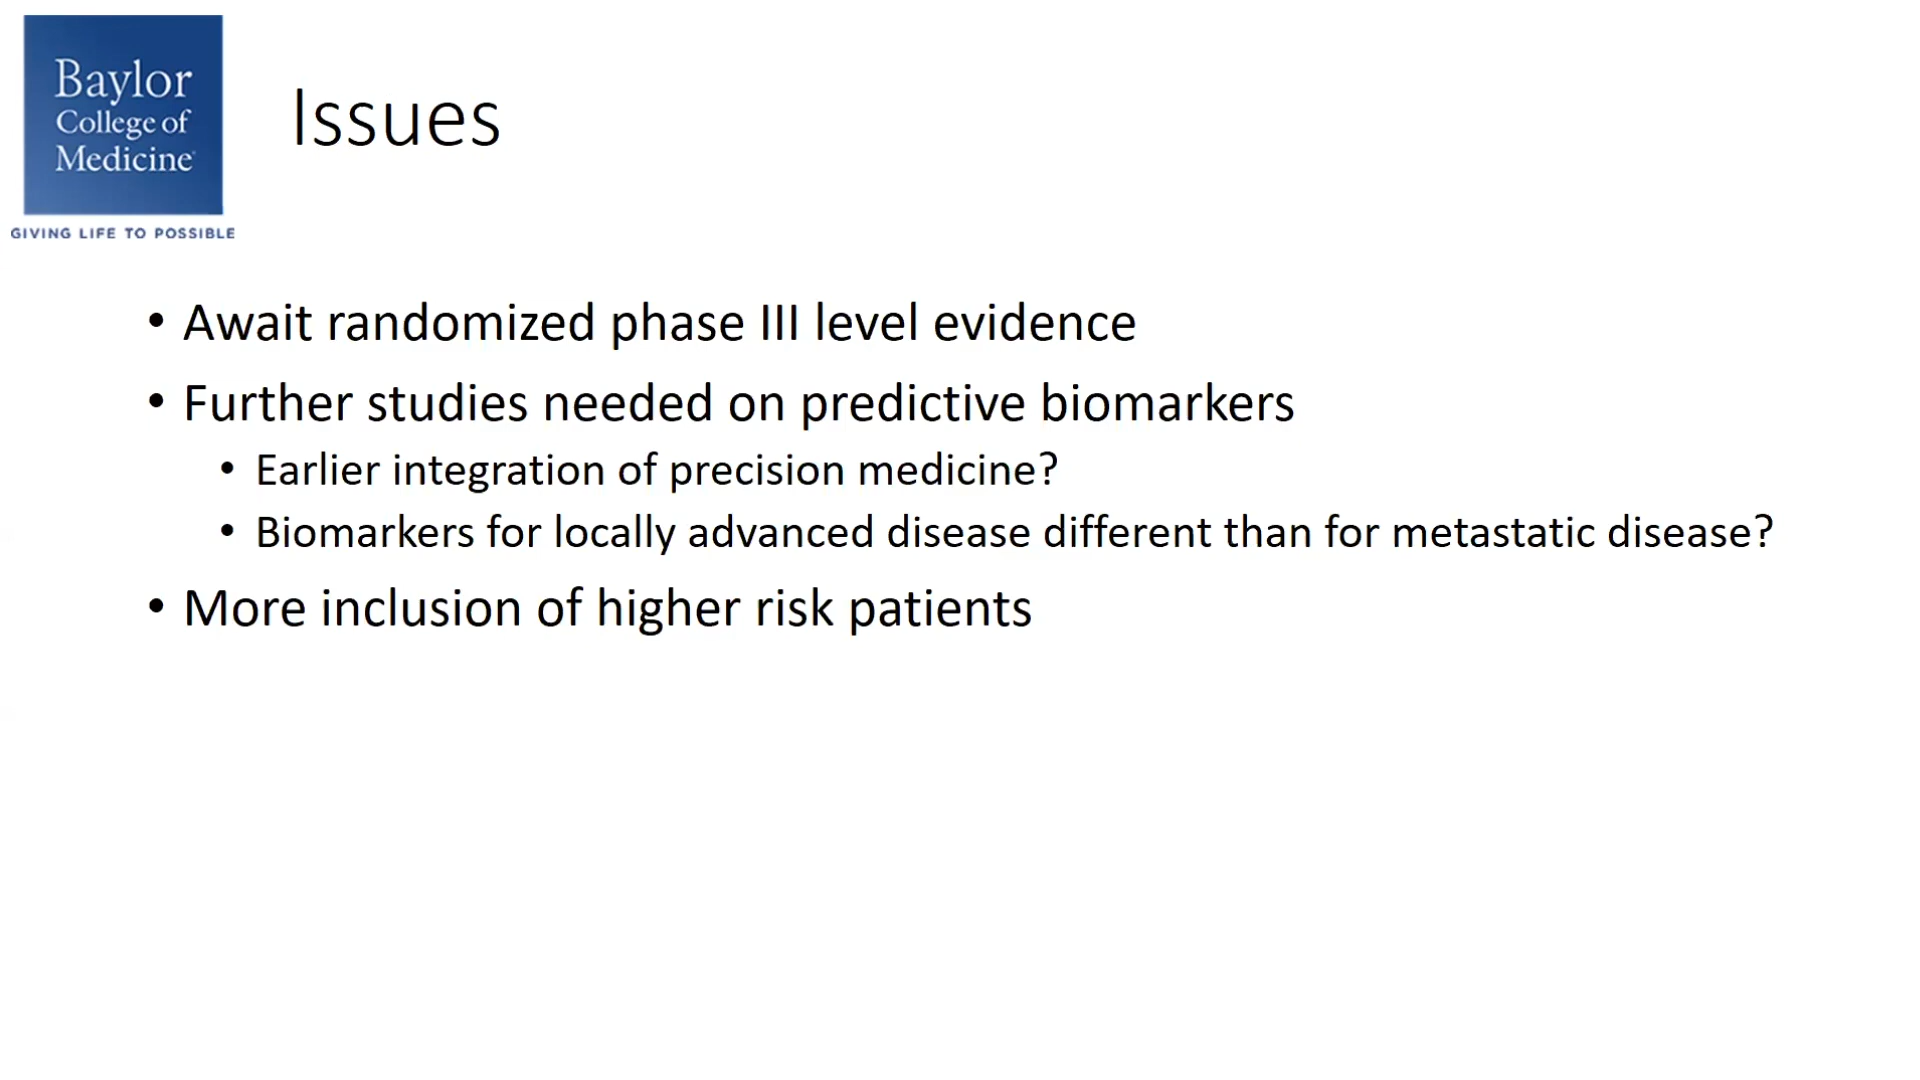 Baylor
College of
Medicine
GIVING LIFE TO POSSIBLE
Issues
• Await randomized phase III level evidence
• Further studies needed on predictive biomarkers
• Earlier integration of precision medicine?
• Biomarkers for locally advanced disease different than for metastatic disease?
• More inclusion of higher risk patients